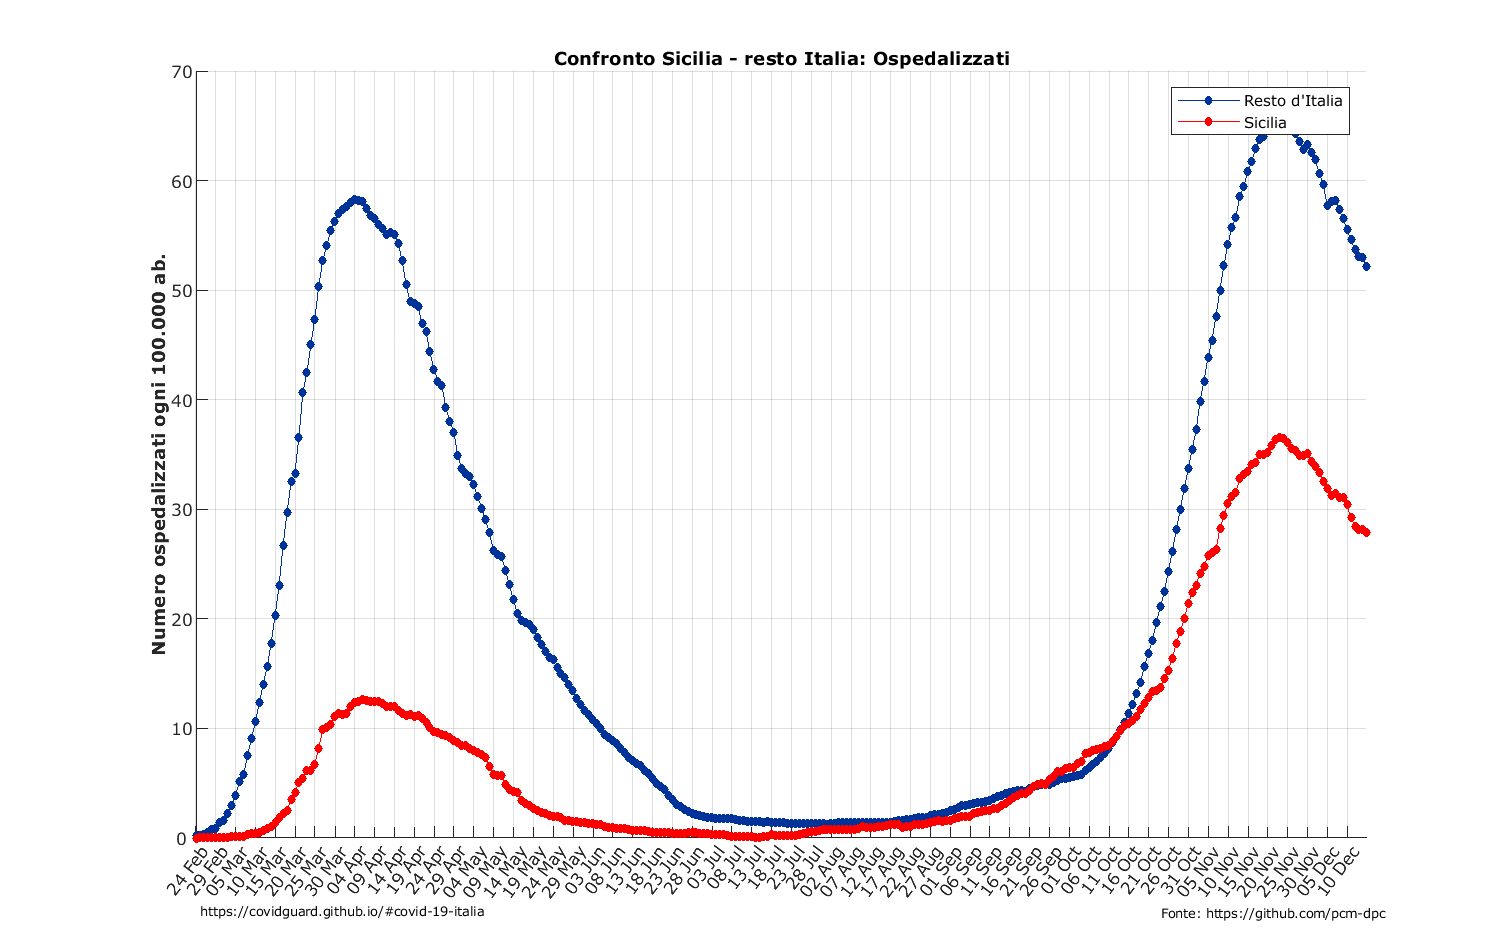 Confronto Sicilia - resto Italia: Ospedalizzati
Resto d'Italia
Sicilia
Numero ospedalizzati ogni 100.000 ab.
70
60
50
40
30
20
10
0
24 Feb
29 Feb
05 Mar
10 Mar
15 Mar
20 Mar
25 Mar
30 Mar
04 Apr
09 Apr
14 Apr
19 Apr
24 Apr
29 Apr
04 May
09 May
14 May
19 May
24 May
29 May
03 Jun
08 Jun
13 Jun
18 Jun
23 Jun
28 Jun
03 Jul
08 Jul
13 Jul
18 Jul
23 Jul
28 Jul
02 Aug
07 Aug
12 Aug
17 Aug
22 Aug
27 Aug
01 Sep
06 Sep
11 Sep
16 Sep
21 Sep
26 Sep
01 Oct
06 Oct
11 Oct
16 Oct
21 Oct
26 Oct
31 Oct
05 Nov
10 Nov
15 Nov
20 Nov
25 Nov
30 Nov
05 Dec
10 Dec
https://covidguard.github.io/#covid-19-italia
Fonte: https://github.com/pcm-dpc